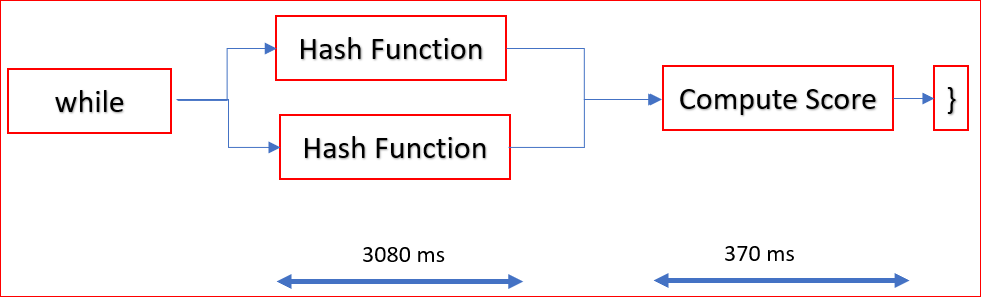 Hash Function
while
Compute Score
}
Hash Function
3080 ms
370 ms